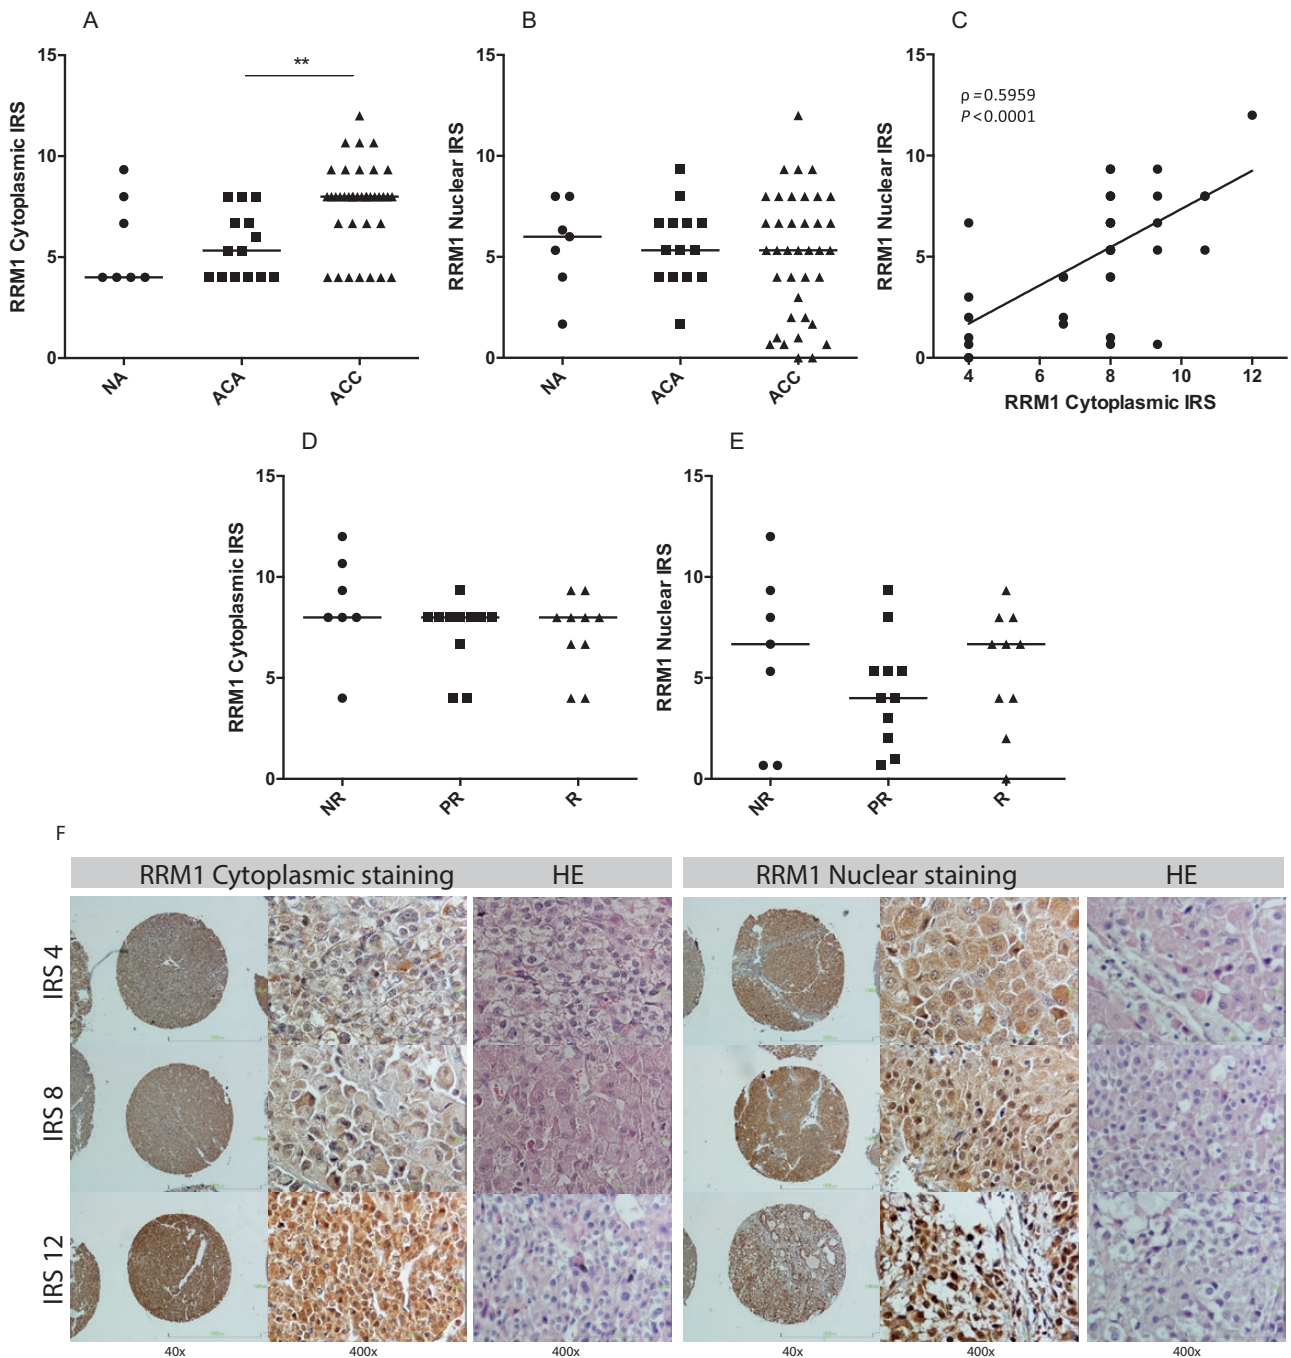 A
B
C
15
10
5
0
RRM1 Cytoplasmic IRS
**
NA
ACA
ACC
15
10
5
0
RRM1 Nuclear IRS
NA
ACA
ACC
15
10
5
0
RRM1 Nuclear IRS
ρ=0.5959
P<0.0001
4
6
8
10
12
RRM1 Cytoplasmic IRS
D
E
15
10
5
0
RRM1 Cytoplasmic IRS
NR
PR
R
15
10
5
0
RRM1 Nuclear IRS
NR
PR
R
F
RRM1 Cytoplasmic staining
HE
RRM1 Nuclear staining
HE
IRS 4
IRS 8
IRS 12
40x
400x
400x
40x
400x
400x